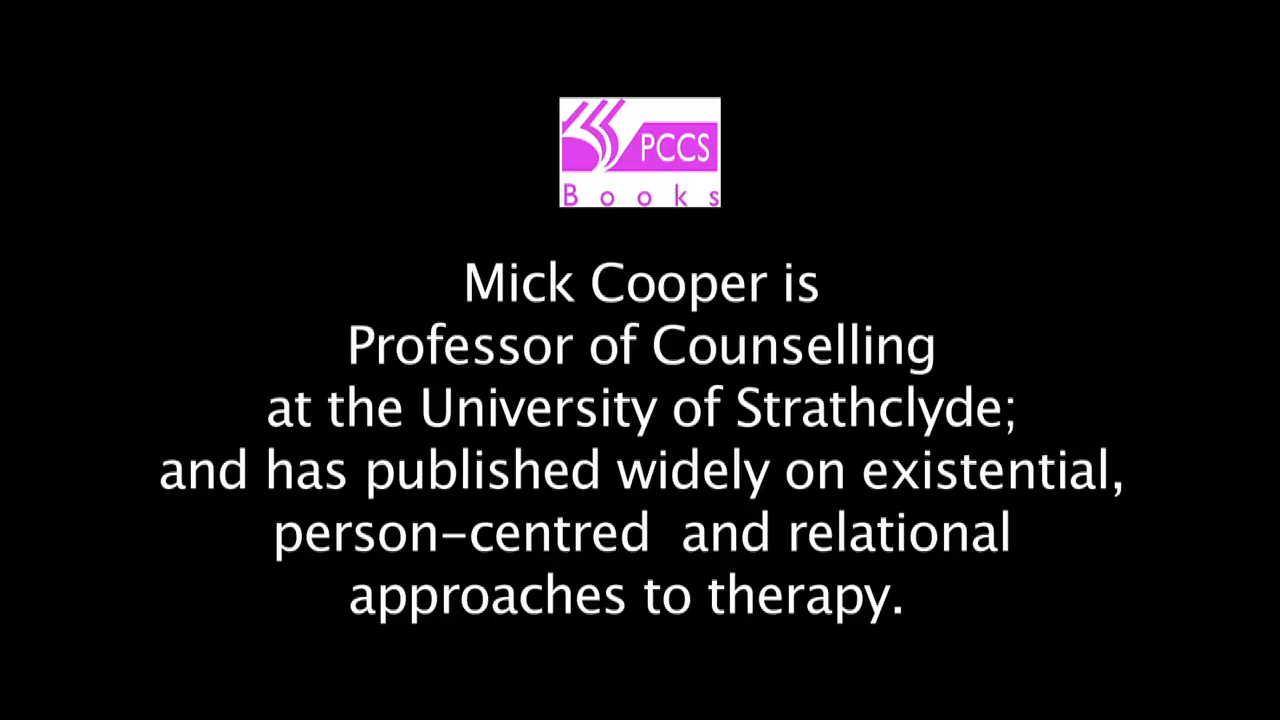 PCCS
Books
Mick Cooper is
Professor of Counselling
at the University of Strathclyde;
and has published widely on existential,
person-centred  and relational
approaches to therapy.